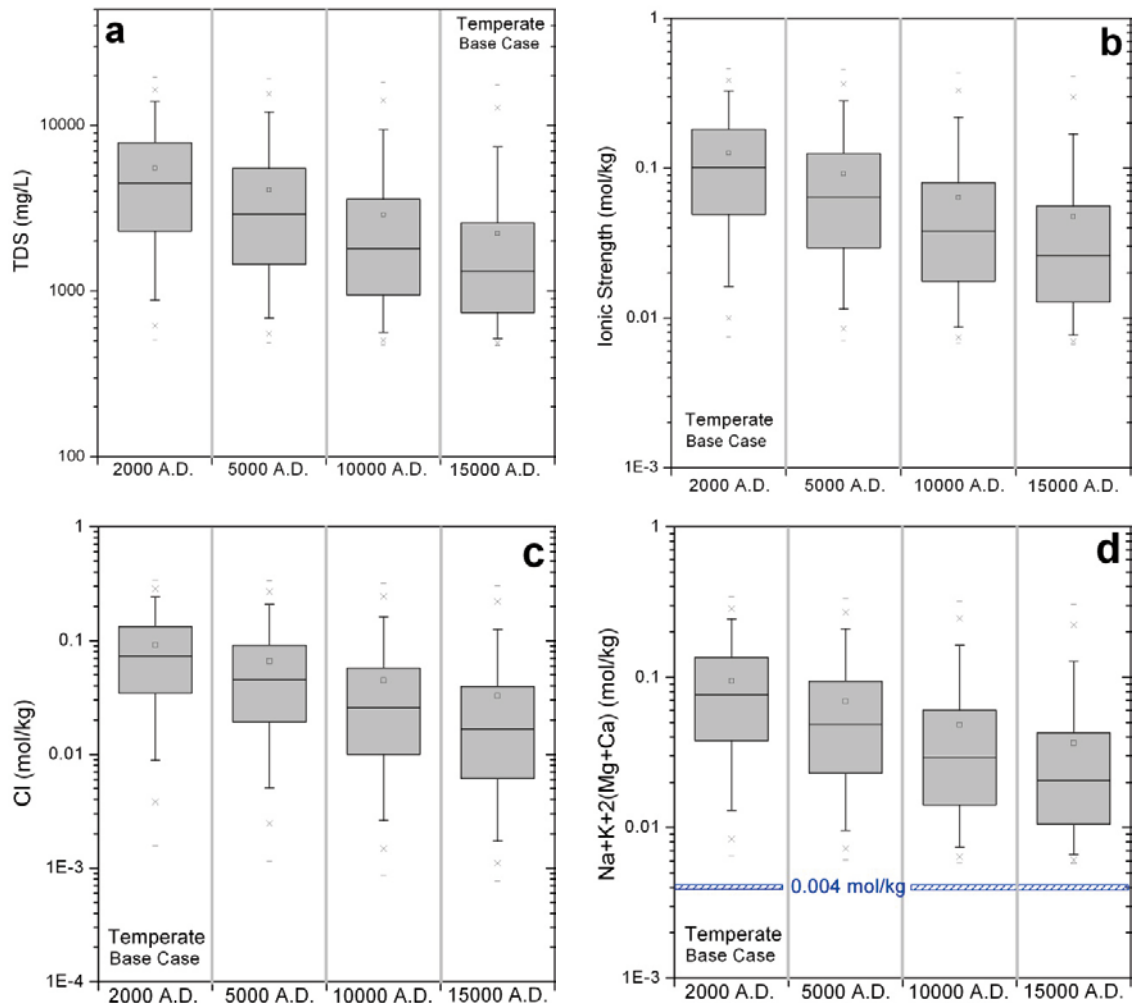 a
Temperate
Base Case
TDS (mg/L)
10000
1000
100
2000 A.D. 5000 A.D. 10000 A.D. 15000 A.D.
b
Ionic Strength (mol/kg)
1
0.1
0.01
1E-3
Temperate
Base Case
2000 A.D. 5000 A.D. 10000 A.D. 15000 A.D.
c
Cl (mol/kg)
1
0.1
0.01
1E-3
1E-4
Temperate
Base Case
2000 A.D. 5000 A.D. 10000 A.D. 15000 A.D.
d
Na+K+2(Mg+Ca) (mol/kg)
1
0.1
0.01
1E-3
0.004 mol/kg
Temperate
Base Case
2000 A.D. 5000 A.D. 10000 A.D. 15000 A.D.